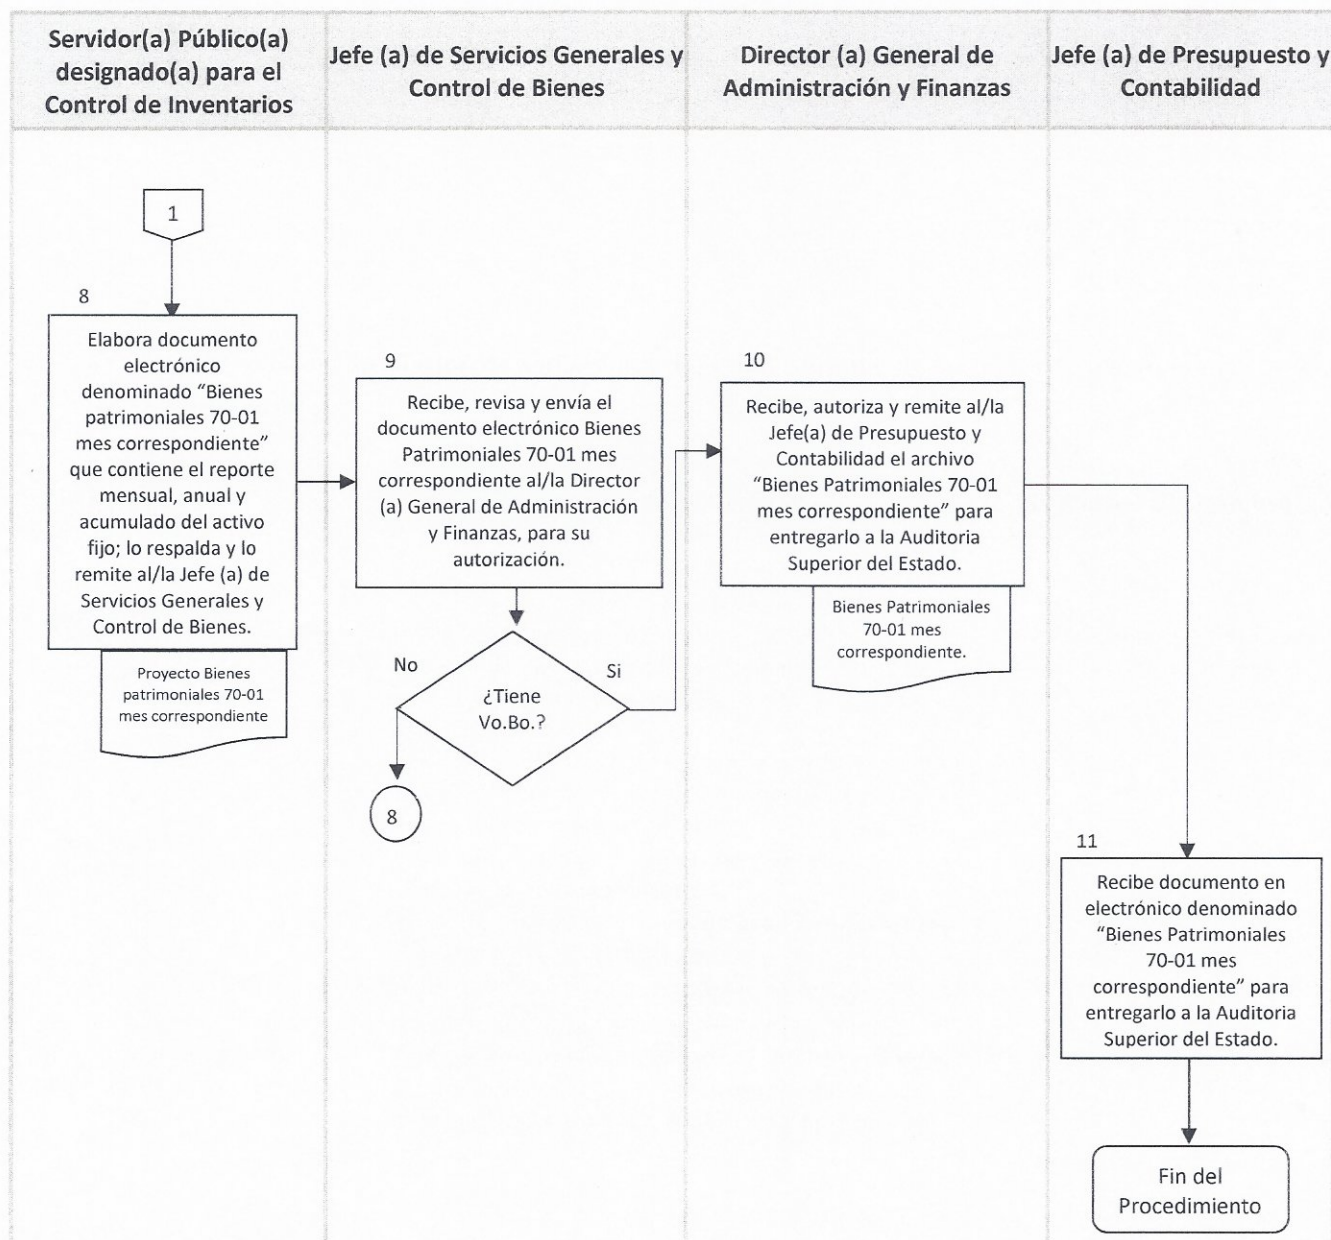 Servidor(a) Público(a)
designado(a) para el
Control de Inventarios
Jefe (a) de Servicios Generales y
Control de Bienes
Director (a) General de
Administración y Finanzas
Jefe (a) de Presupuesto y
Contabilidad
1
8
Elabora documento
electrónico
denominado “Bienes
patrimoniales 70-01
mes correspondiente”
que contiene el reporte
mensual, anual y
acumulado del activo
fijo; lo respalda y lo
remite al/la Jefe (a) de
Servicios Generales y
Control de Bienes.
Proyecto Bienes
patrimoniales 70-01
mes correspondiente
9
Recibe, revisa y envía el
documento electrónico Bienes
Patrimoniales 70-01 mes
correspondiente al/la Director
(a) General de Administración
y Finanzas, para su
autorización.
No
Si
¿Tiene
Vo.Bo.?
8
10
Recibe, autoriza y remite al/la
Jefe(a) de Presupuesto y
Contabilidad el archivo
“Bienes Patrimoniales 70-01
mes correspondiente” para
entregarlo a la Auditoria
Superior del Estado.
Bienes Patrimoniales
70-01 mes
correspondiente.
11
Recibe documento en
electrónico denominado
“Bienes Patrimoniales
70-01 mes
correspondiente” para
entregarlo a la Auditoria
Superior del Estado.
Fin del
Procedimiento